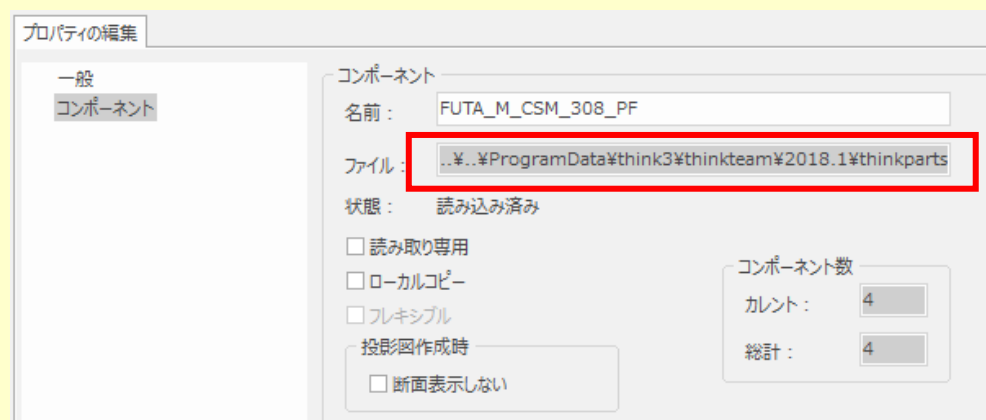 プロパティの編集
一般
コンポーネント
コンポーネント
名前： FUTA_M_CSM_308_PF
ファイル： ..¥..¥ProgramData¥think3¥thinkteam¥2018.1¥thinkparts
状態： 読み込み済み
読み取り専用
ローカルコピー
フレキシブル
投影図作成時
断面表示しない
コンポーネント数
カレント： 4
総計： 4